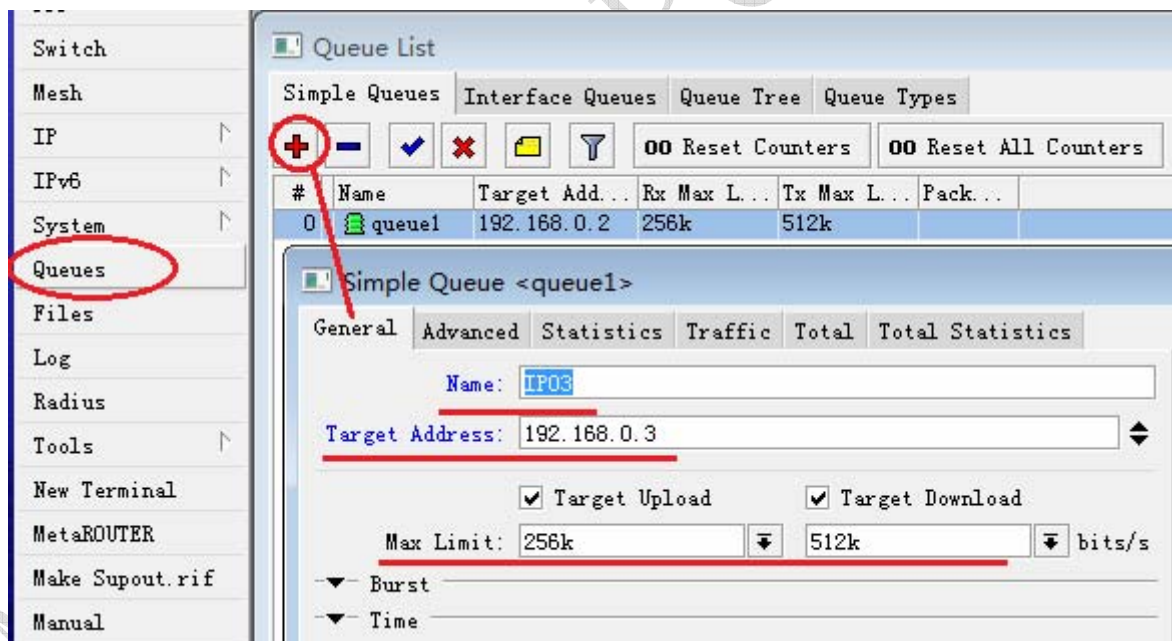 Switch
Mesh
IP
IPv6
System
Queues
Files
Log
Radius
Tools
New Terminal
MetaROUTER
Make Supout.rif
Manual
Queue List
Simple Queues Interface Queues Queue Tree Queue Types
00 Reset Counters 00 Reset All Counters
# Name Target Add... Rx Max L... Tx Max L... Pack...
0 queue1 192.168.0.2 256k 512k
Simple Queue <queue1>
General Advanced Statistics Traffic Total Total Statistics
Name: IP03
Target Address: 192.168.0.3
Target Upload Target Download
Max Limit: 256k 512k bits/s
Burst
Time